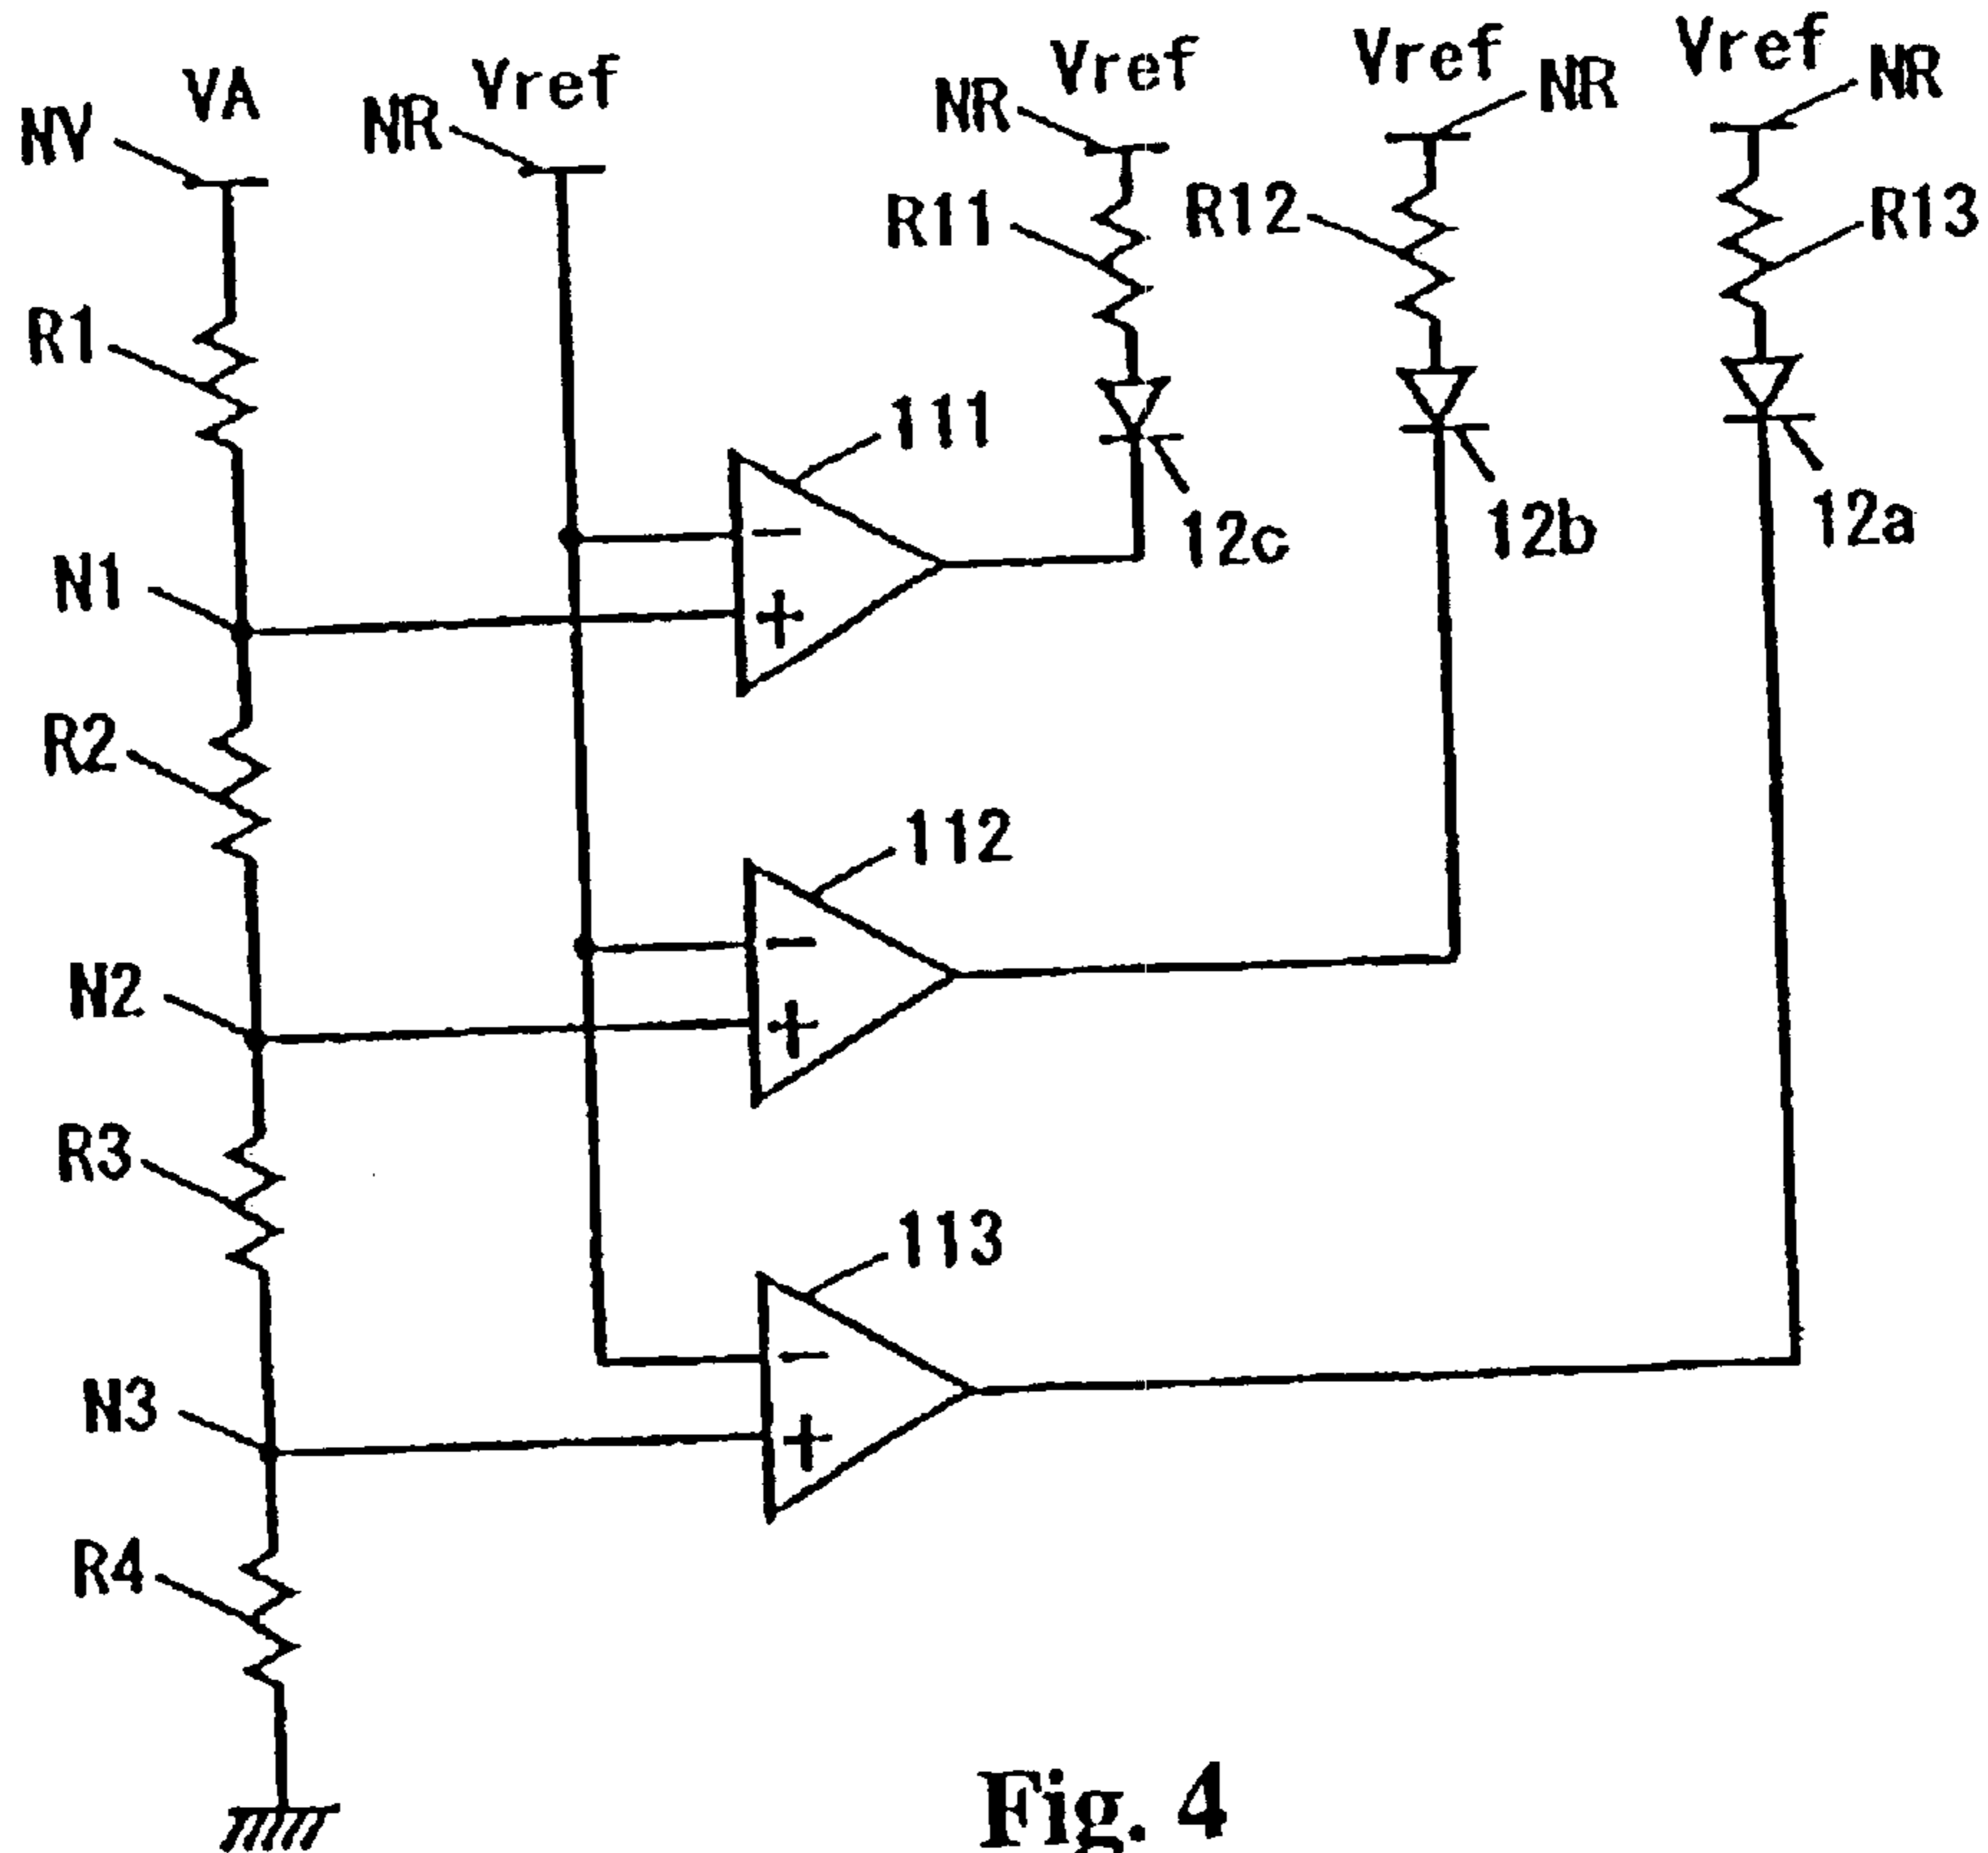 VA
Vref
Vref
Vref
Vref
NV
NR
NR
NR
NR
R11
R12
R13
R1
111
12c
12b
12a
N1
-
+
R2
112
N2
-
+
R3
113
N3
-
+
R4
Fig. 4